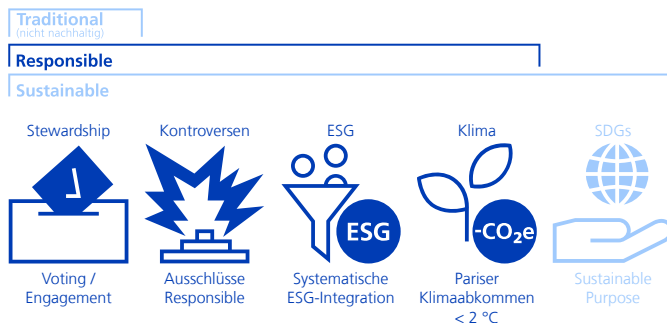 Traditional
(nicht nachhaltig)
Responsible
Sustainable
Stewardship
Kontroversen
ESG
Klima
SDGs
ESG
-CO₂e
Voting /
Engagement
Ausschlüsse
Responsible
Systematische
ESG-Integration
Pariser
Klimaabkommen
< 2 °C
Sustainable
Purpose